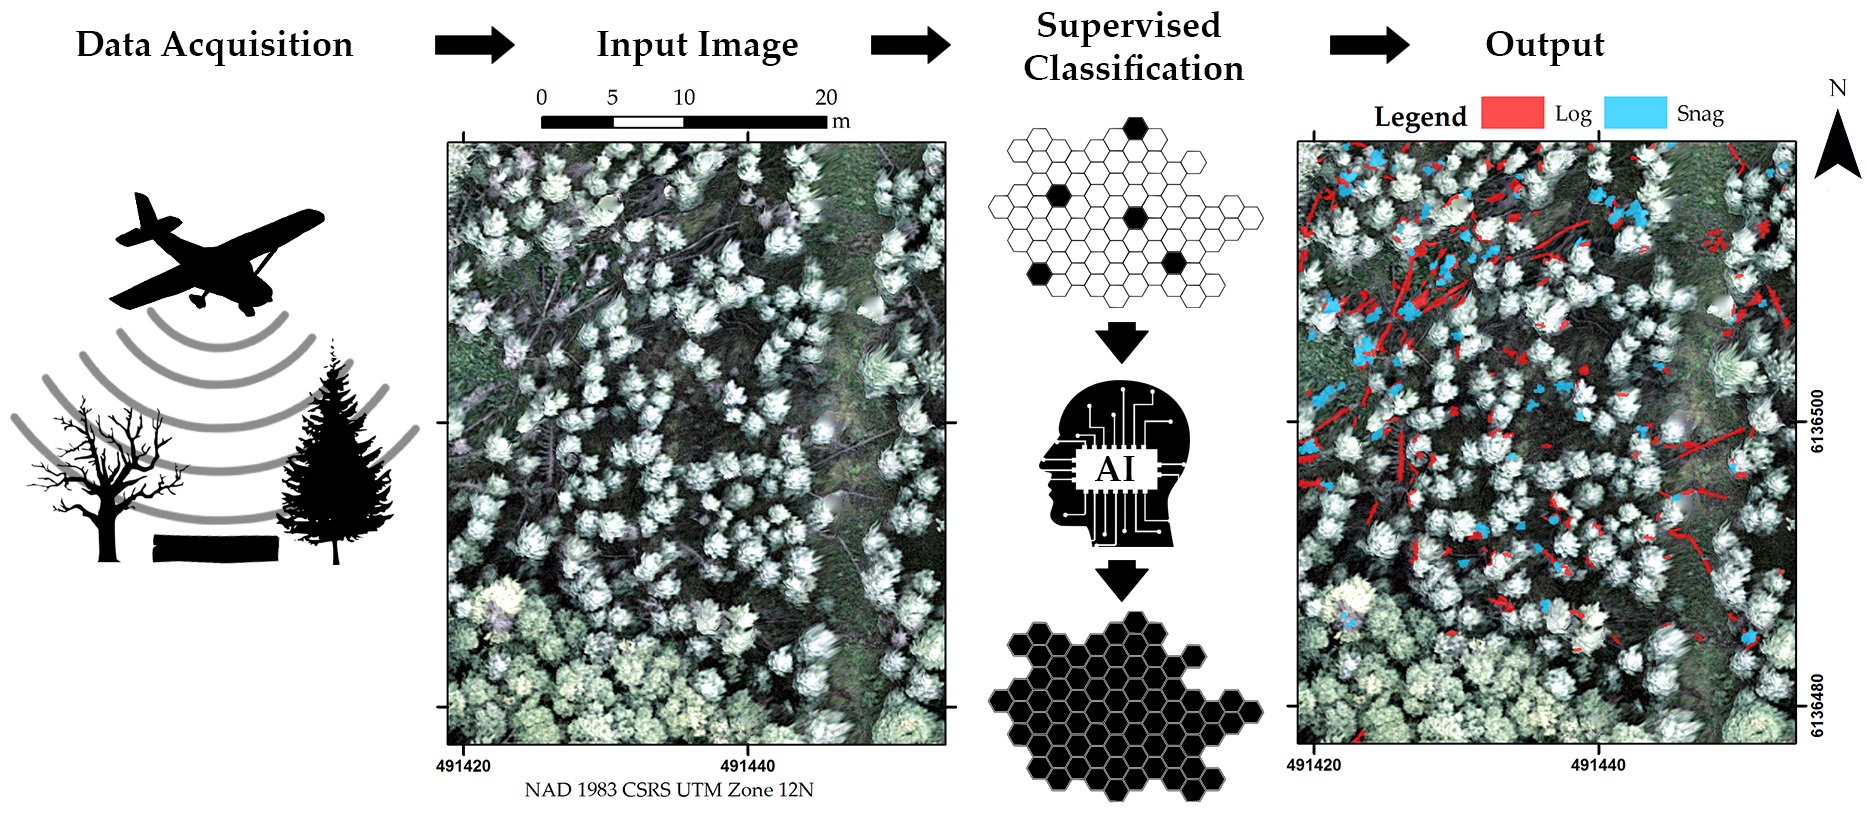 Data Acquisition
Input Image
Supervised
Classification
Output
0 5 10 20
m
Legend
Log
Snag
N
AI
6136500
6136480
491420
491440
491420
491440
NAD 1983 CSRS UTM Zone 12N